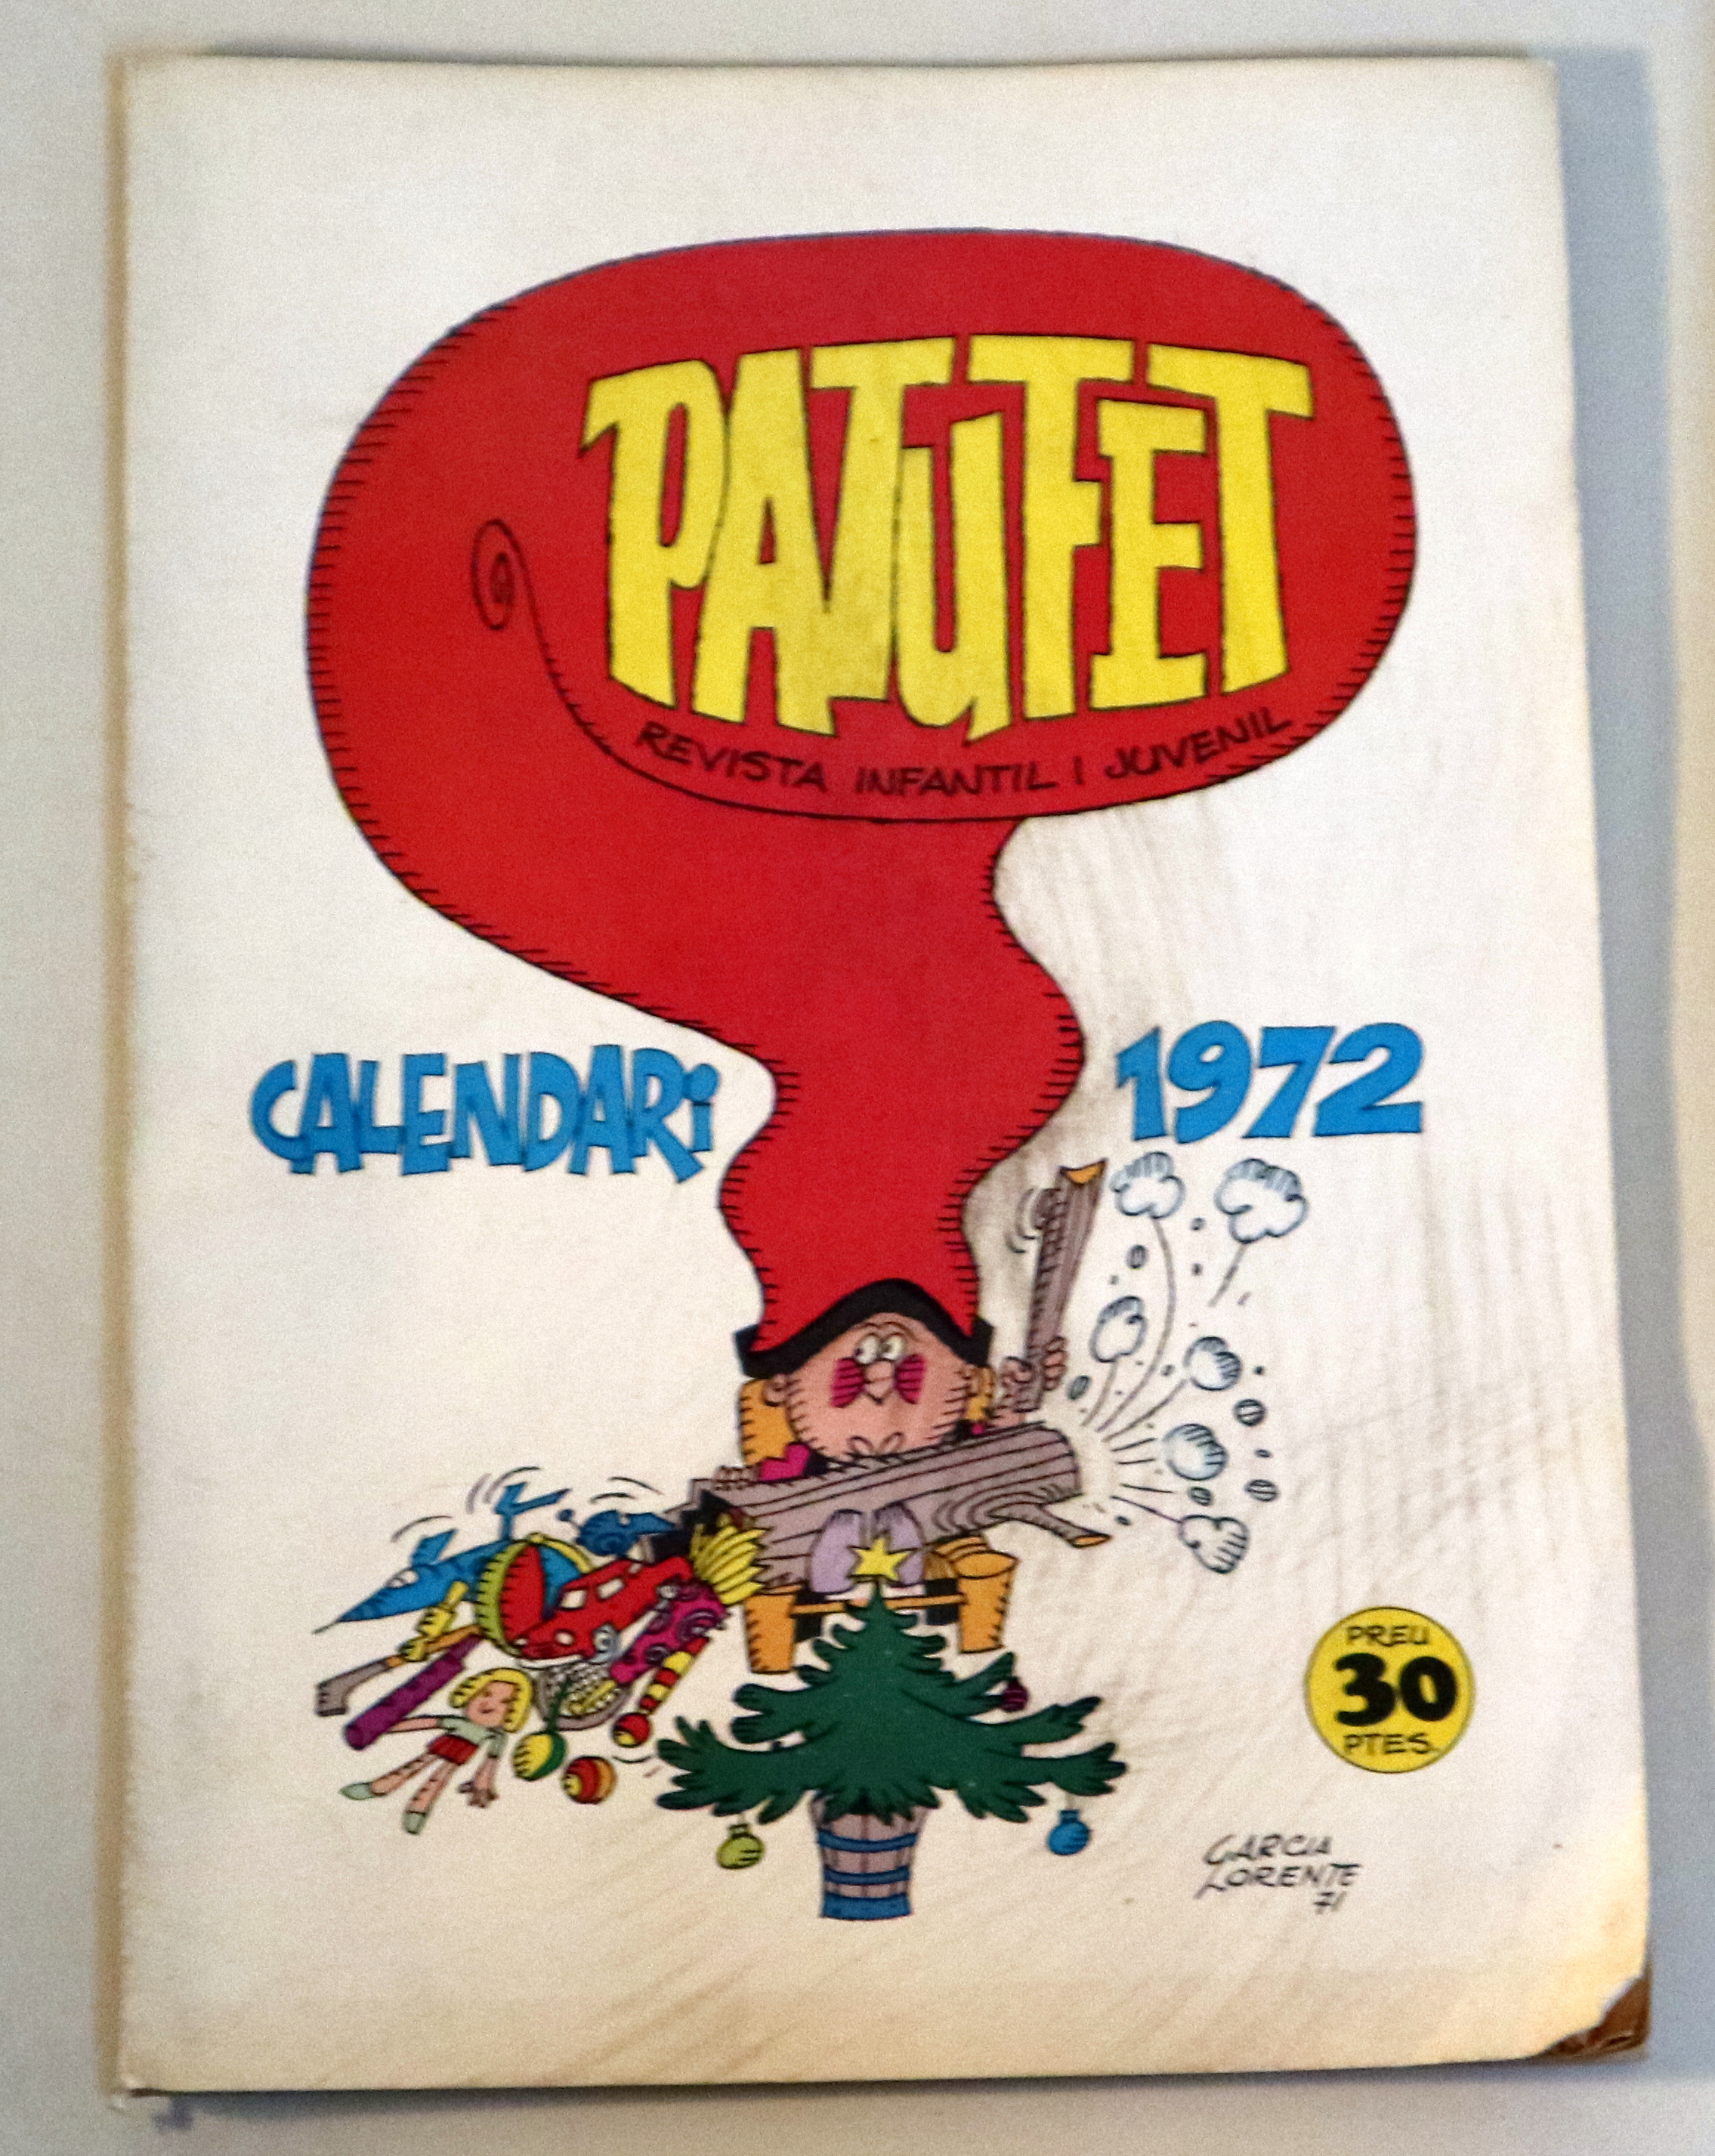 PATUFET
REVISTA INFANTIL I JUVENIL
CALENDARi
1972
PREU
30
PTES.
GARCIA
LORENTE
71